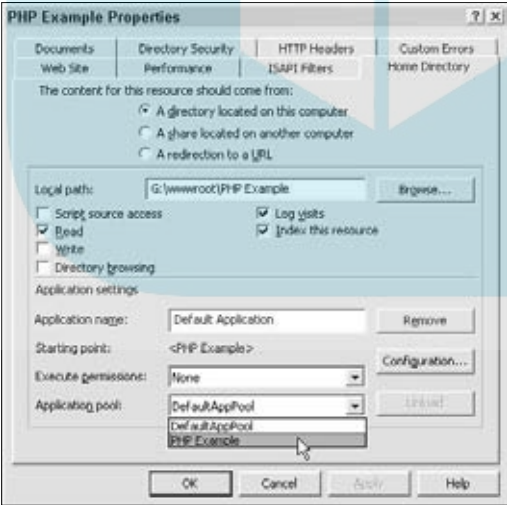 PHP Example Properties
Documents Directory Security HTTP Headers Custom Errors
Web Site Performance ISAPI Filters Home Directory
The content for this resource should come from:
A directory located on this computer
A share located on another computer
A redirection to a URL
Local path: G:\wwwroot\PHP Example Browse...
Script source access Log visits
Read Index this resource
Write
Directory browsing
Application settings
Application name: Default Application Remove
Starting point: <PHP Example>
Configuration...
Execute permissions: None
Application pool: DefaultAppPool Unload
DefaultAppPool
PHP Example
OK Cancel Apply Help